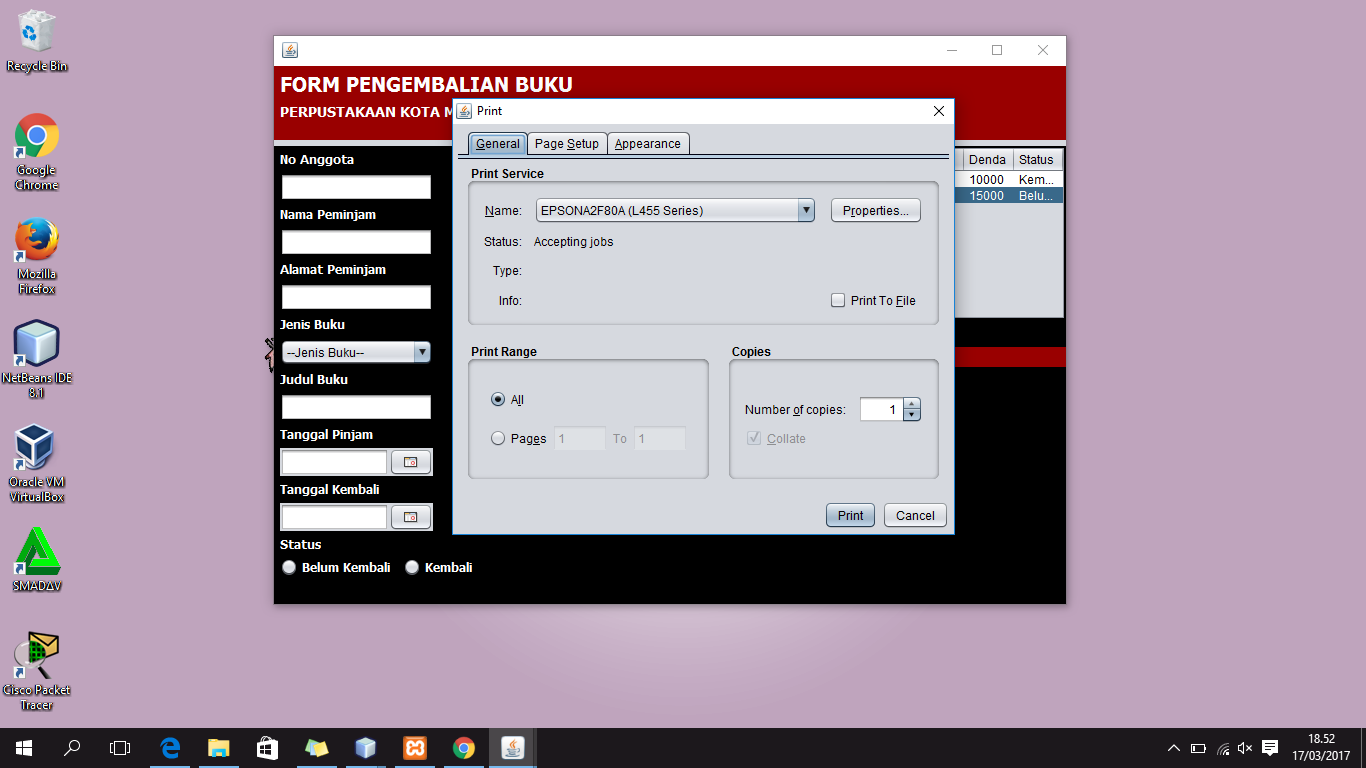 Recycle Bin
Google
Chrome
Mozilla
Firefox
NetBeans IDE
8.1
Oracle VM
VirtualBox
SMADAV
Cisco Packet
Tracer
FORM PENGEMBALIAN BUKU
PERPUSTAKAAN KOTA
No Anggota
Nama Peminjam
Alamat Peminjam
Jenis Buku
--Jenis Buku--
Judul Buku
Tanggal Pinjam
Tanggal Kembali
Status
Belum Kembali Kembali
Denda Status
10000 Kem...
15000 Belu...
Print
General Page Setup Appearance
Print Service
Name: EPSONA2F80A (L455 Series) Properties...
Status: Accepting jobs
Type:
Info: Print To File
Print Range
All
Pages 1 To 1
Copies
Number of copies: 1
Collate
Print Cancel
18.52
17/03/2017